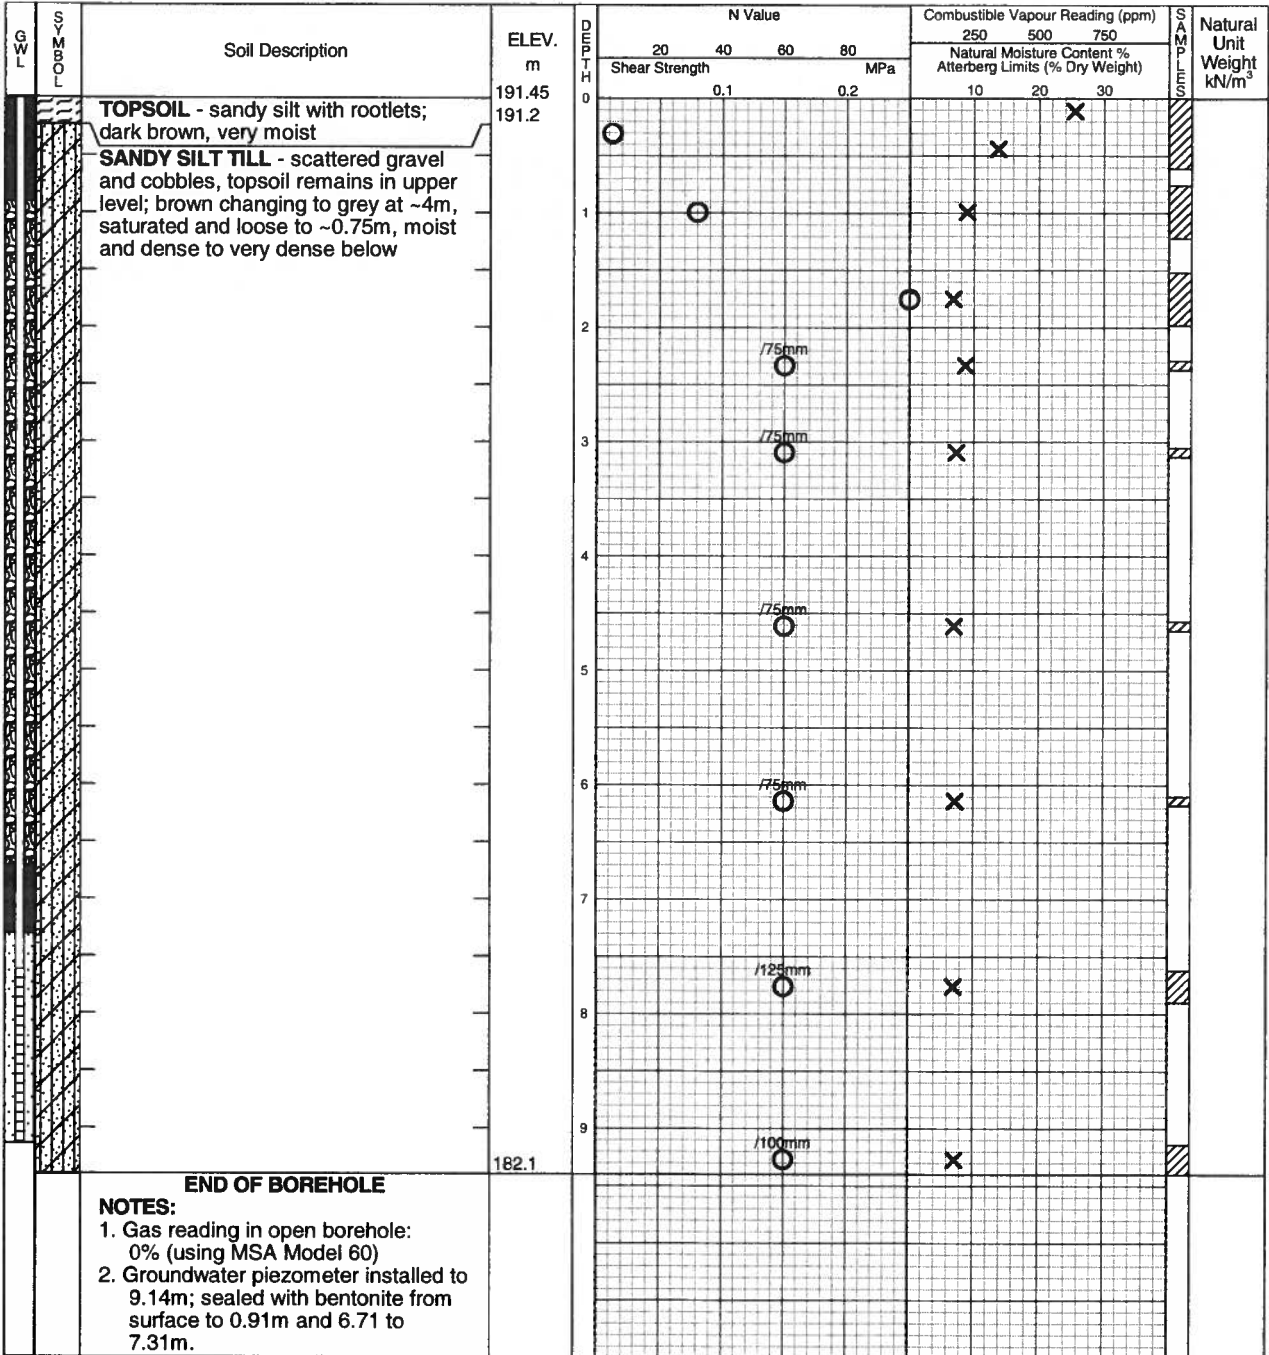 GWL
SYMBOL
Soil Description
ELEV.
m
DEPTH
N Value
20 40 60 80
Shear Strength MPa
0.1 0.2
Combustible Vapour Reading (ppm)
250 500 750
Natural Moisture Content %
Atterberg Limits (% Dry Weight)
10 20 30
SAMPLES
Natural
Unit
Weight
kN/m³
191.45
0
TOPSOIL - sandy silt with rootlets;
dark brown, very moist
191.2
SANDY SILT TILL - scattered gravel
and cobbles, topsoil remains in upper
level; brown changing to grey at ~4m,
saturated and loose to ~0.75m, moist
and dense to very dense below
1
2
/75mm
3
/75mm
4
/75mm
5
6
/75mm
7
/125mm
8
9
/100mm
182.1
END OF BOREHOLE
NOTES:
1. Gas reading in open borehole:
0% (using MSA Model 60)
2. Groundwater piezometer installed to
9.14m; sealed with bentonite from
surface to 0.91m and 6.71 to
7.31m.